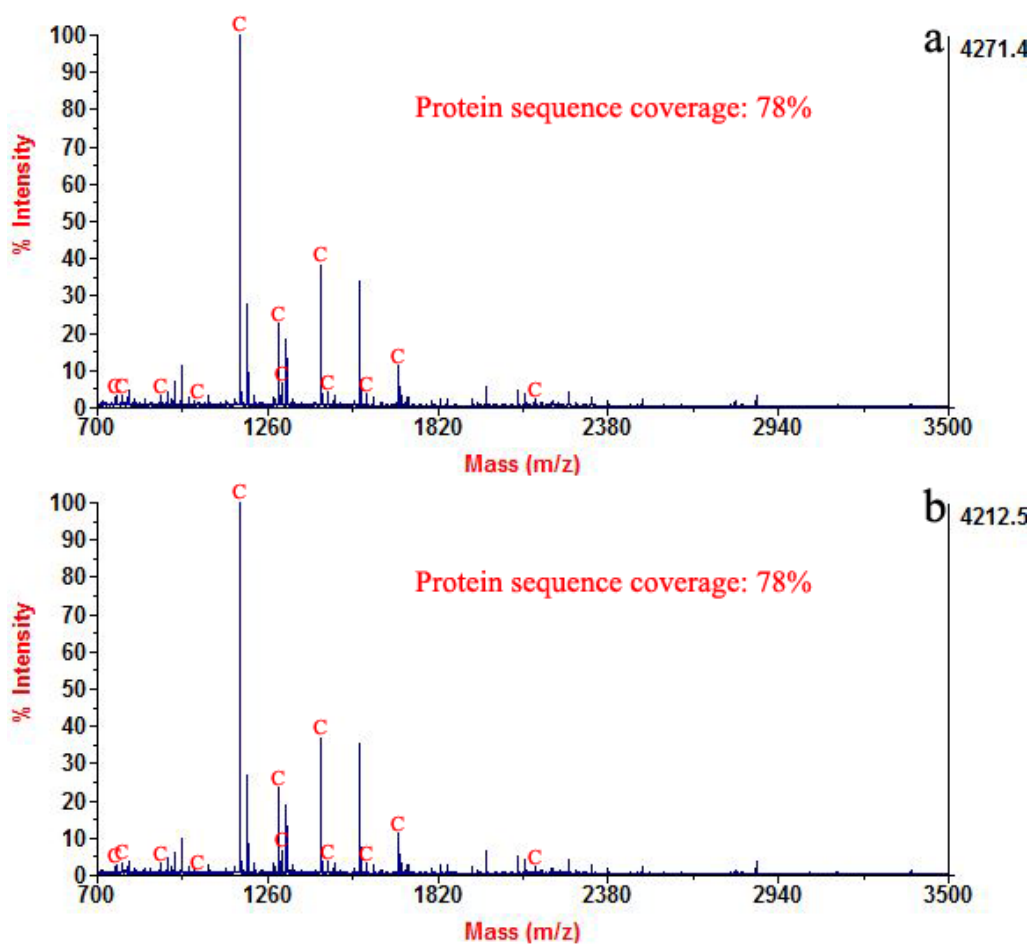 C
a
4271.4
100
90
80
70
60
50
40
30
20
10
0
% Intensity
Protein sequence coverage: 78%
C
C
C
C
C
C
C
C
C
C
C
700
1260
1820
2380
2940
3500
Mass (m/z)
C
b
4212.5
100
90
80
70
60
50
40
30
20
10
0
% Intensity
Protein sequence coverage: 78%
C
C
C
C
C
C
C
C
C
C
C
700
1260
1820
2380
2940
3500
Mass (m/z)